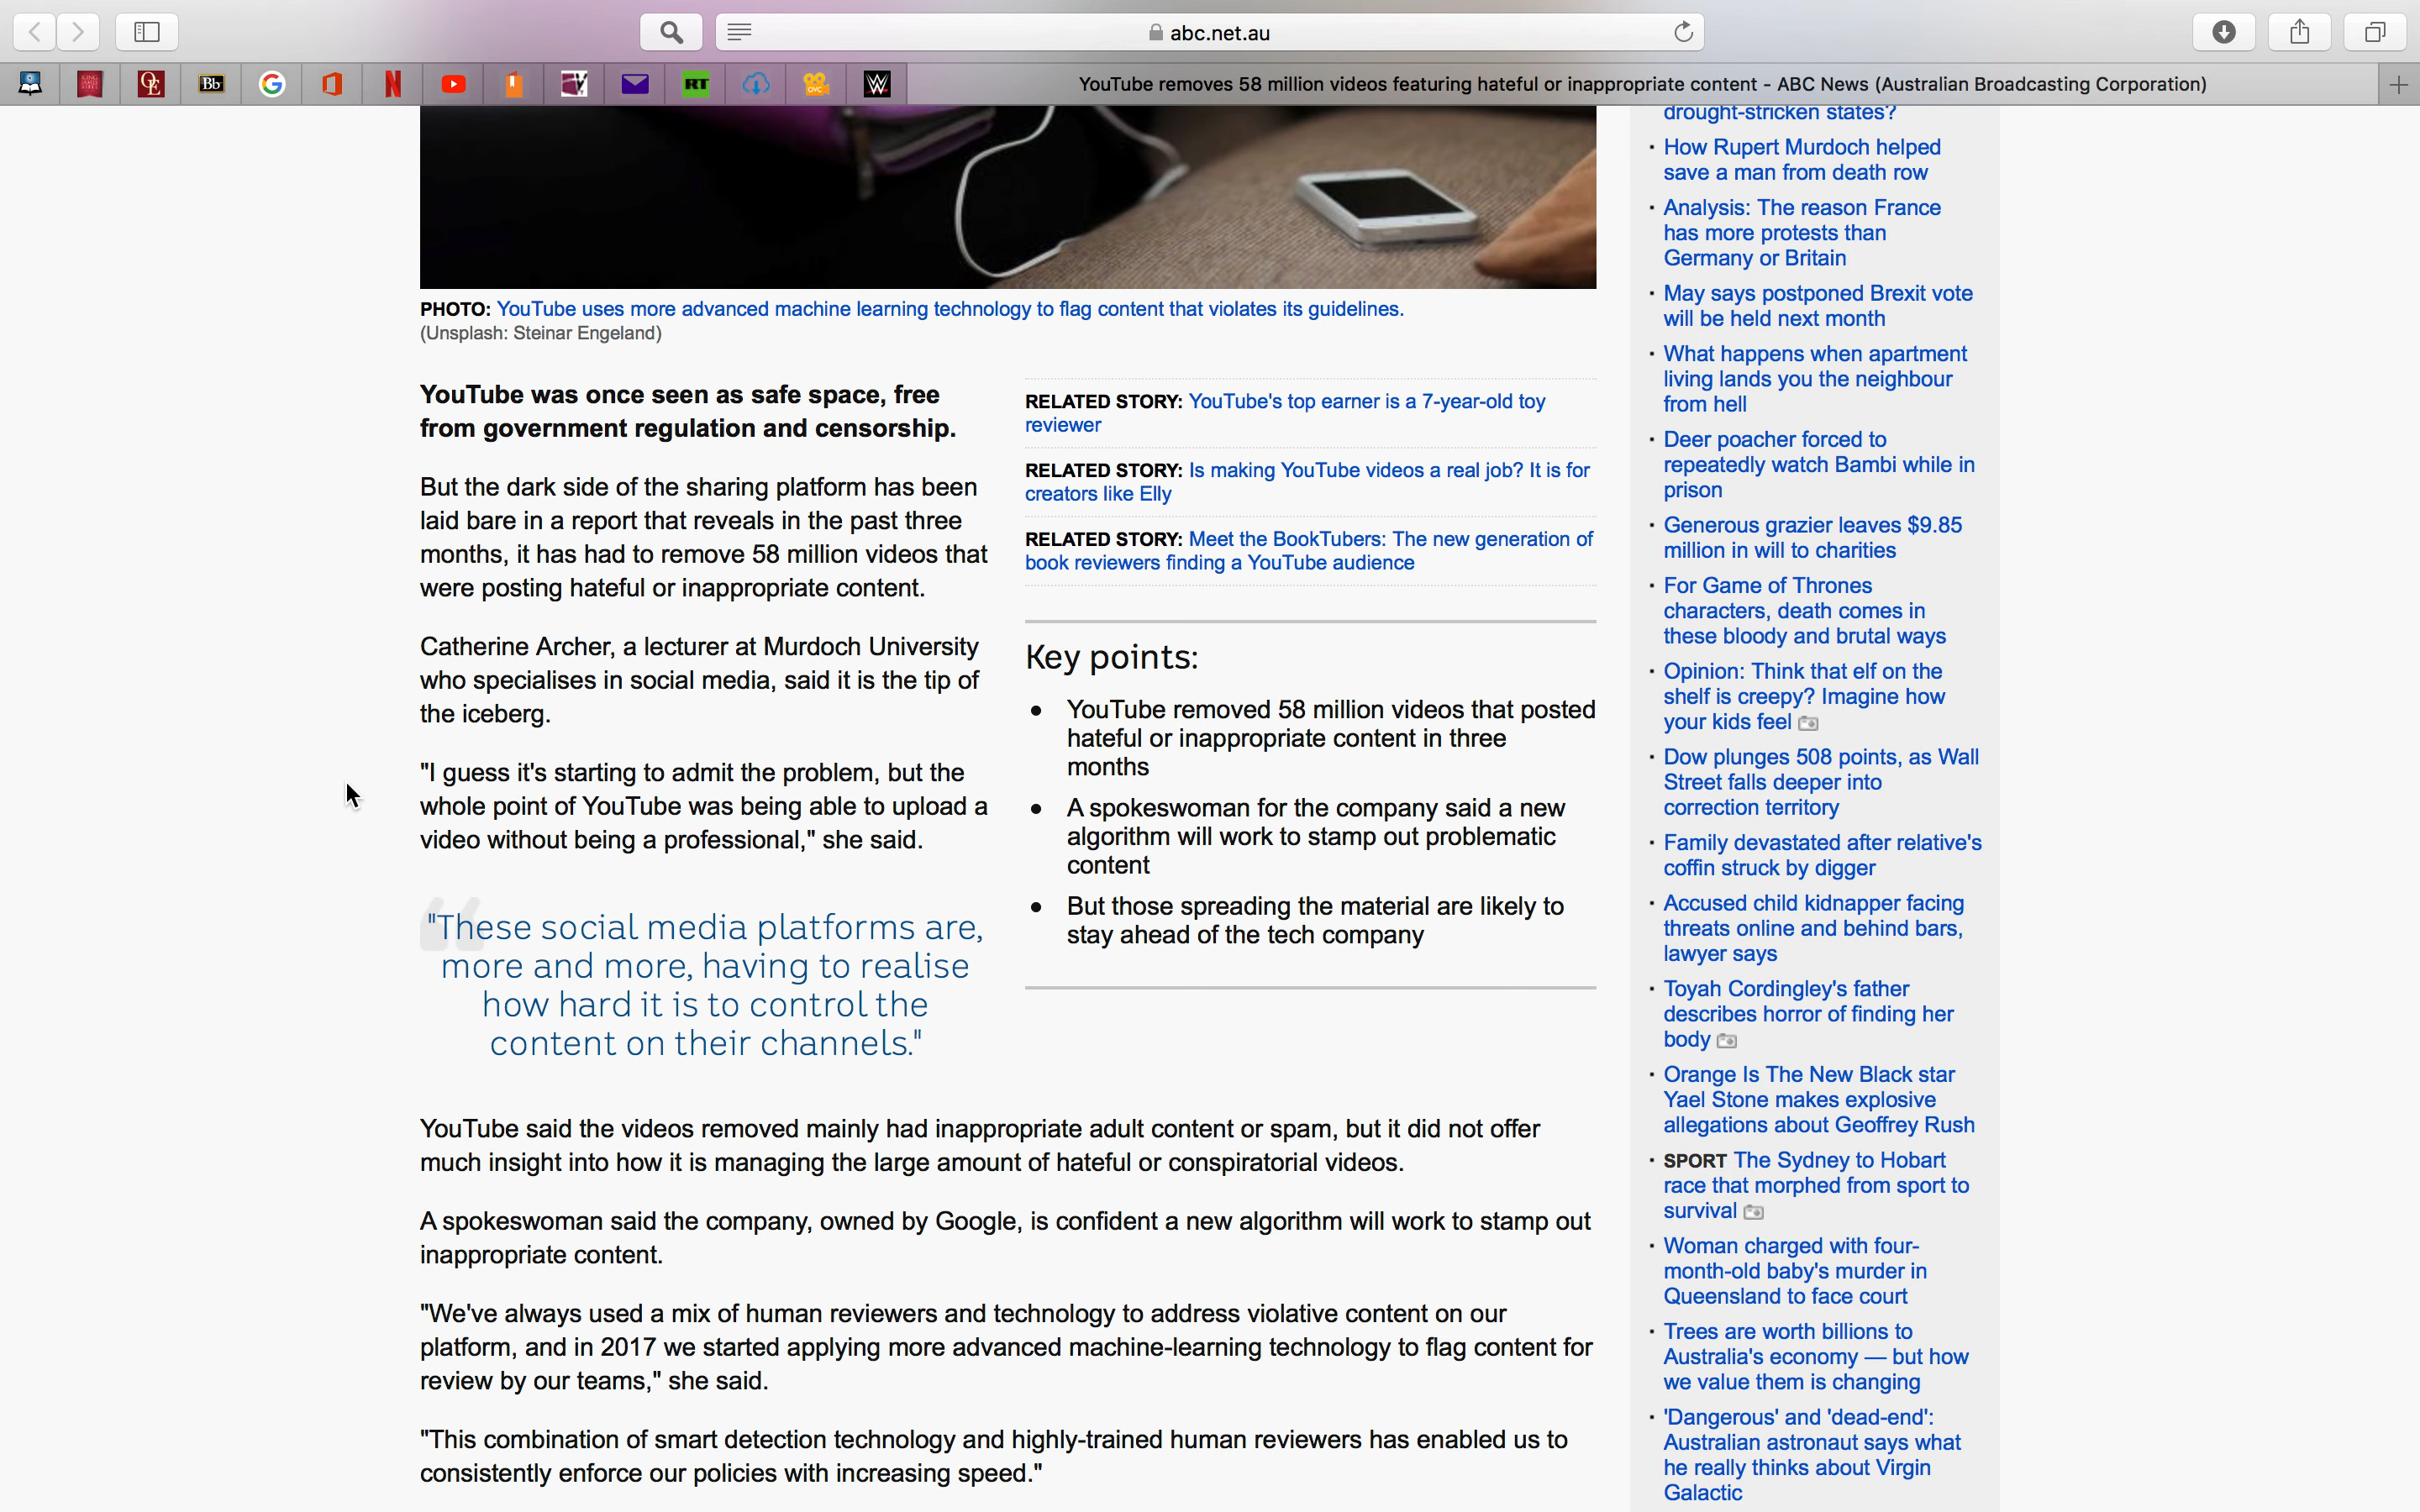 abc.net.au
Bb
G
N
RT
OVC
W
YouTube removes 58 million videos featuring hateful or inappropriate content - ABC News (Australian Broadcasting Corporation)
PHOTO: YouTube uses more advanced machine learning technology to flag content that violates its guidelines.
(Unsplash: Steinar Engeland)
YouTube was once seen as safe space, free
from government regulation and censorship.
But the dark side of the sharing platform has been
laid bare in a report that reveals in the past three
months, it has had to remove 58 million videos that
were posting hateful or inappropriate content.
Catherine Archer, a lecturer at Murdoch University
who specialises in social media, said it is the tip of
the iceberg.
"I guess it's starting to admit the problem, but the
whole point of YouTube was being able to upload a
video without being a professional," she said.
"These social media platforms are,
more and more, having to realise
how hard it is to control the
content on their channels."
RELATED STORY: YouTube's top earner is a 7-year-old toy
reviewer
RELATED STORY: Is making YouTube videos a real job? It is for
creators like Elly
RELATED STORY: Meet the BookTubers: The new generation of
book reviewers finding a YouTube audience
Key points:
• YouTube removed 58 million videos that posted
hateful or inappropriate content in three
months
• A spokeswoman for the company said a new
algorithm will work to stamp out problematic
content
• But those spreading the material are likely to
stay ahead of the tech company
YouTube said the videos removed mainly had inappropriate adult content or spam, but it did not offer
much insight into how it is managing the large amount of hateful or conspiratorial videos.
A spokeswoman said the company, owned by Google, is confident a new algorithm will work to stamp out
inappropriate content.
"We've always used a mix of human reviewers and technology to address violative content on our
platform, and in 2017 we started applying more advanced machine-learning technology to flag content for
review by our teams," she said.
"This combination of smart detection technology and highly-trained human reviewers has enabled us to
consistently enforce our policies with increasing speed."
drought-stricken states?
· How Rupert Murdoch helped
save a man from death row
· Analysis: The reason France
has more protests than
Germany or Britain
· May says postponed Brexit vote
will be held next month
· What happens when apartment
living lands you the neighbour
from hell
· Deer poacher forced to
repeatedly watch Bambi while in
prison
· Generous grazier leaves $9.85
million in will to charities
· For Game of Thrones
characters, death comes in
these bloody and brutal ways
· Opinion: Think that elf on the
shelf is creepy? Imagine how
your kids feel
· Dow plunges 508 points, as Wall
Street falls deeper into
correction territory
· Family devastated after relative's
coffin struck by digger
· Accused child kidnapper facing
threats online and behind bars,
lawyer says
· Toyah Cordingley's father
describes horror of finding her
body
· Orange Is The New Black star
Yael Stone makes explosive
allegations about Geoffrey Rush
· SPORT The Sydney to Hobart
race that morphed from sport to
survival
· Woman charged with four-
month-old baby's murder in
Queensland to face court
· Trees are worth billions to
Australia's economy — but how
we value them is changing
· 'Dangerous' and 'dead-end':
Australian astronaut says what
he really thinks about Virgin
Galactic